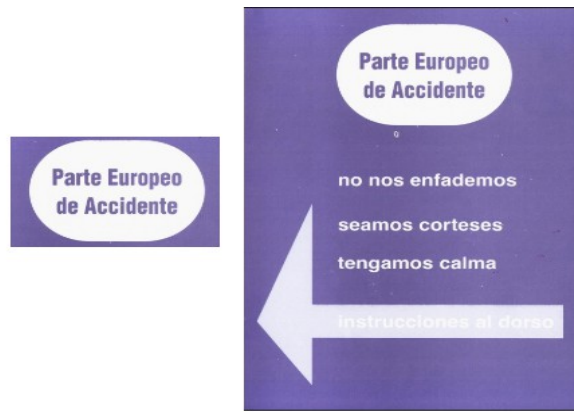 Parte Europeo
de Accidente
Parte Europeo
de Accidente
no nos enfademos
seamos corteses
tengamos calma
instrucciones al dorso